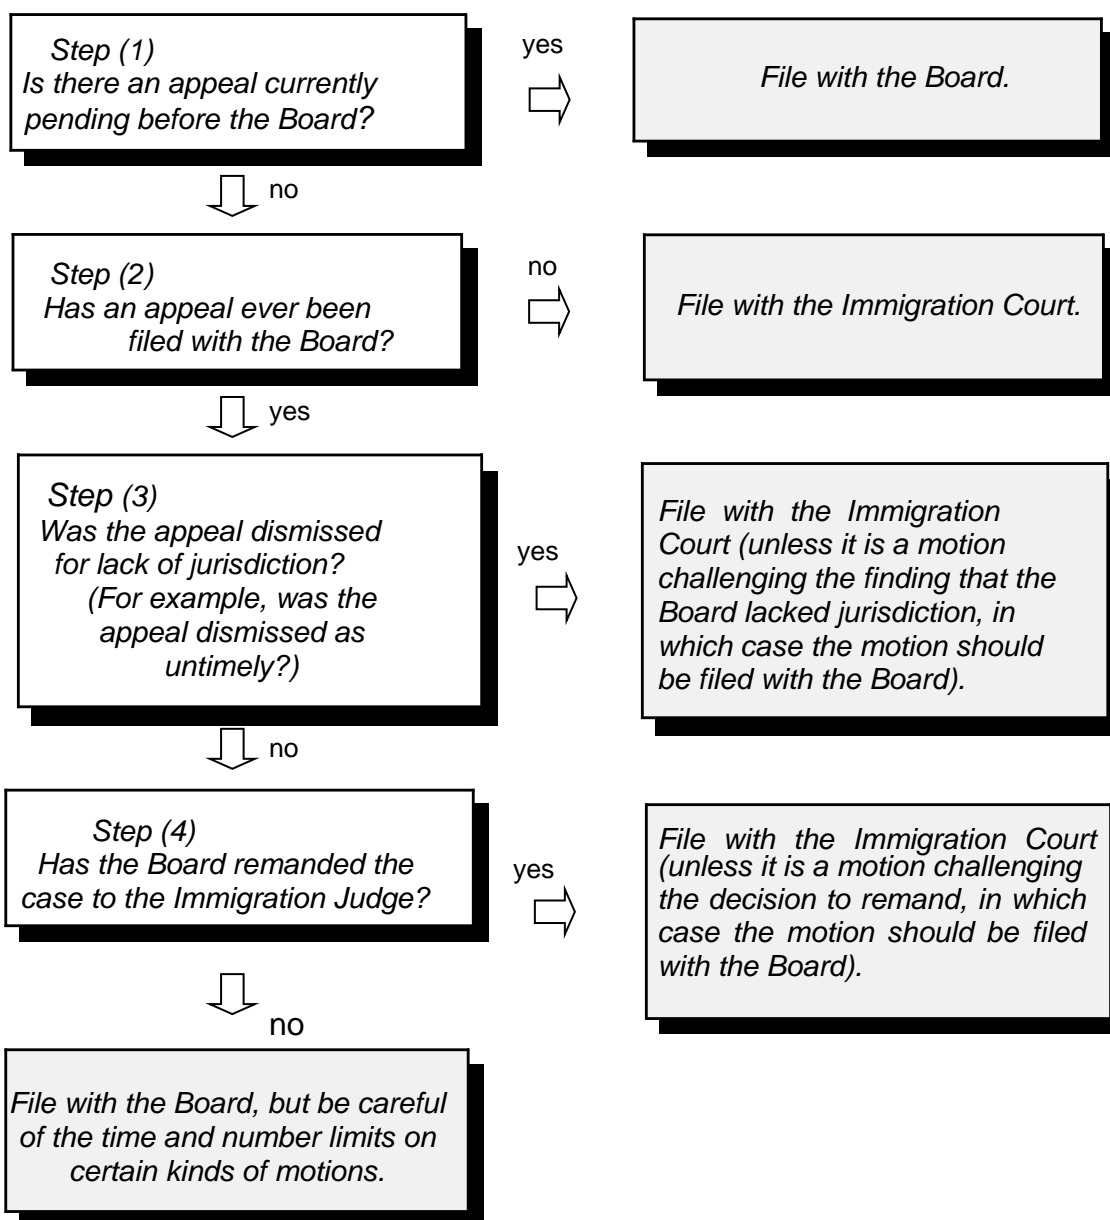 Step (1)
Is there an appeal currently
pending before the Board?
yes
File with the Board.
no
Step (2)
Has an appeal ever been
filed with the Board?
no
File with the Immigration Court.
yes
Step (3)
Was the appeal dismissed
for lack of jurisdiction?
(For example, was the
appeal dismissed as
untimely?)
yes
File with the Immigration
Court (unless it is a motion
challenging the finding that the
Board lacked jurisdiction, in
which case the motion should
be filed with the Board).
no
Step (4)
Has the Board remanded the
case to the Immigration Judge?
yes
File with the Immigration Court
(unless it is a motion challenging
the decision to remand, in which
case the motion should be filed
with the Board).
no
File with the Board, but be careful
of the time and number limits on
certain kinds of motions.